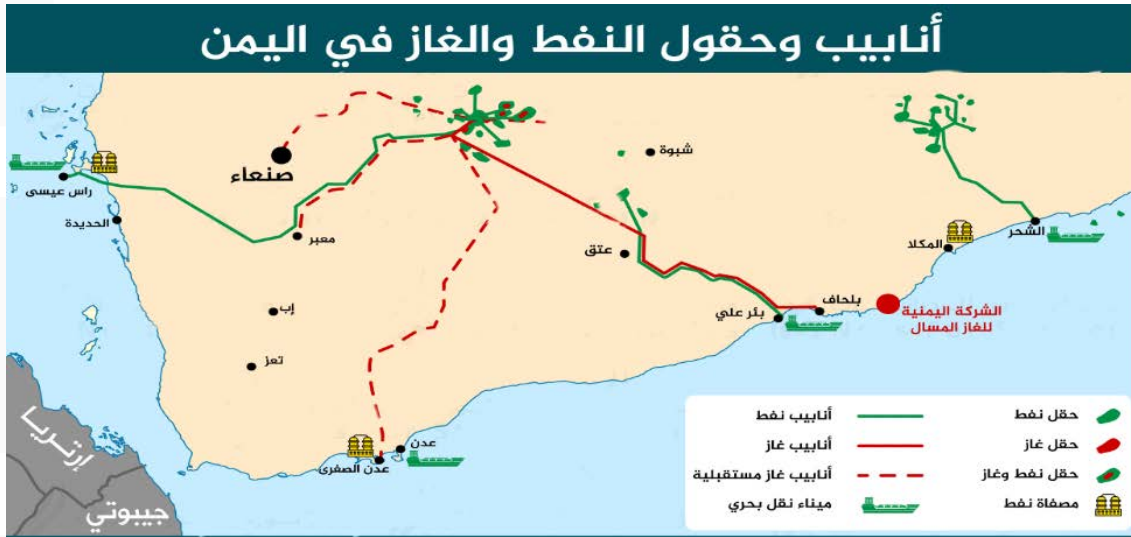 أنابيب وحقول النفط والغاز في اليمن
شبوة
صنعاء
راس عيسى
الحديدة
معبر
الشحر
المكلا
عتق
بلحاف
بئر علي
الشركة اليمنية
للغاز المسال
إب
تعز
عدن
عدن الصغرى
إرتريا
جيبوتي
حقل نفط
أنابيب نفط
حقل غاز
أنابيب غاز
حقل نفط وغاز
أنابيب غاز مستقبلية
مصفاة نفط
ميناء نقل بحري